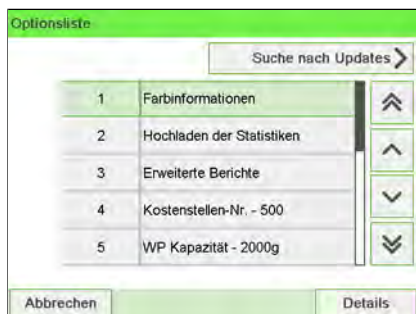 Optionsliste
Suche nach Updates
1 Farbinformationen
2 Hochladen der Statistiken
3 Erweiterte Berichte
4 Kostenstellen-Nr. - 500
5 WP Kapazität - 2000g
Abbrechen Details